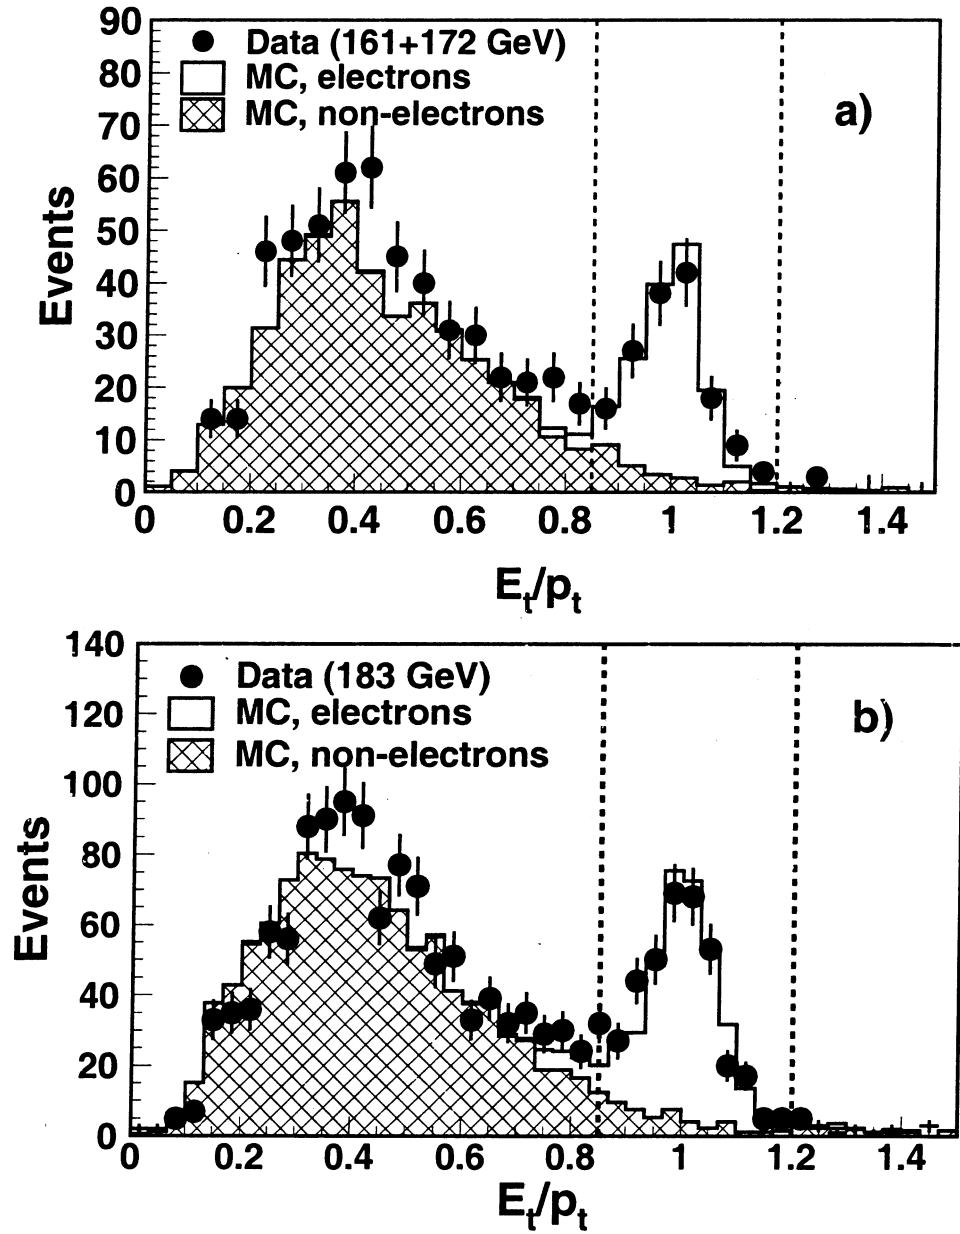 90
80
70
60
50
40
30
20
10
0
Events
Data (161+172 GeV)
MC, electrons
MC, non-electrons
a)
0 0.2 0.4 0.6 0.8 1 1.2 1.4
Et/pt
140
120
100
80
60
40
20
0
Events
Data (183 GeV)
MC, electrons
MC, non-electrons
b)
0 0.2 0.4 0.6 0.8 1 1.2 1.4
Et/pt